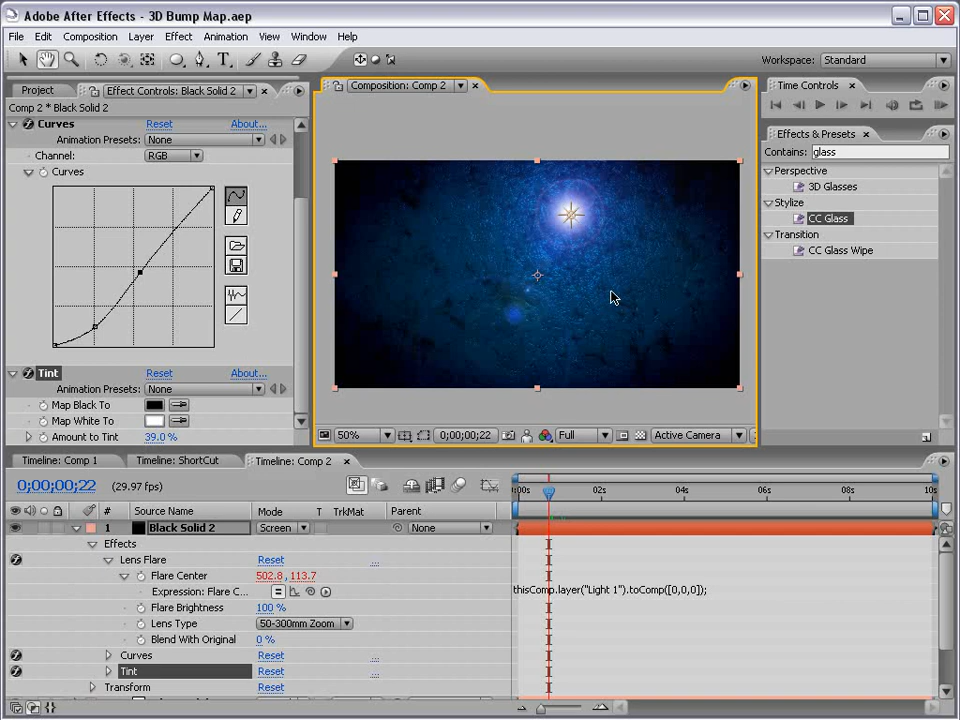 Adobe After Effects - 3D Bump Map.aep
File Edit Composition Layer Effect Animation View Window Help
Workspace: Standard
Project Effect Controls: Black Solid 2
Comp 2 * Black Solid 2
Curves Reset About...
Animation Presets: None
Channel: RGB
Curves
Tint Reset About...
Animation Presets: None
Map Black To
Map White To
Amount to Tint 39.0 %
Composition: Comp 2
50% 0;00;00;22 Full Active Camera
Time Controls
Effects & Presets
Contains: glass
Perspective
3D Glasses
Stylize
CC Glass
Transition
CC Glass Wipe
Timeline: Comp 1 Timeline: ShortCut Timeline: Comp 2
0;00;00;22 (29.97 fps)
:00s 02s 04s 06s 08s 10s
# Source Name Mode T TrkMat Parent
1 Black Solid 2 Screen None
Effects
Lens Flare Reset ...
Flare Center 502.8, 113.7
Expression: Flare C... thisComp.layer("Light 1").toComp([0,0,0]);
Flare Brightness 100 %
Lens Type 50-300mm Zoom
Blend With Original 0 %
Curves Reset ...
Tint Reset ...
Transform Reset